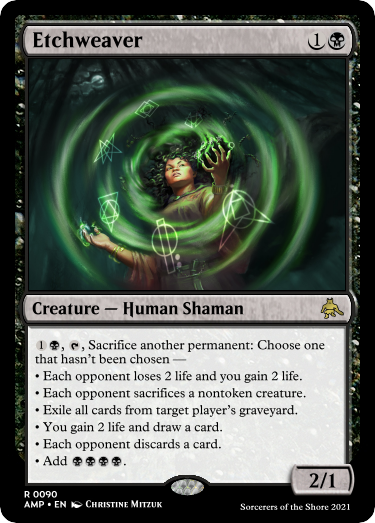 Etchweaver 1
Creature — Human Shaman
1 , , Sacrifice another permanent: Choose one
that hasn't been chosen —
• Each opponent loses 2 life and you gain 2 life.
• Each opponent sacrifices a nontoken creature.
• Exile all cards from target player's graveyard.
• You gain 2 life and draw a card.
• Each opponent discards a card.
• Add .
2/1
R 0090
AMP • EN Christine Mitzuk
Sorcerers of the Shore 2021